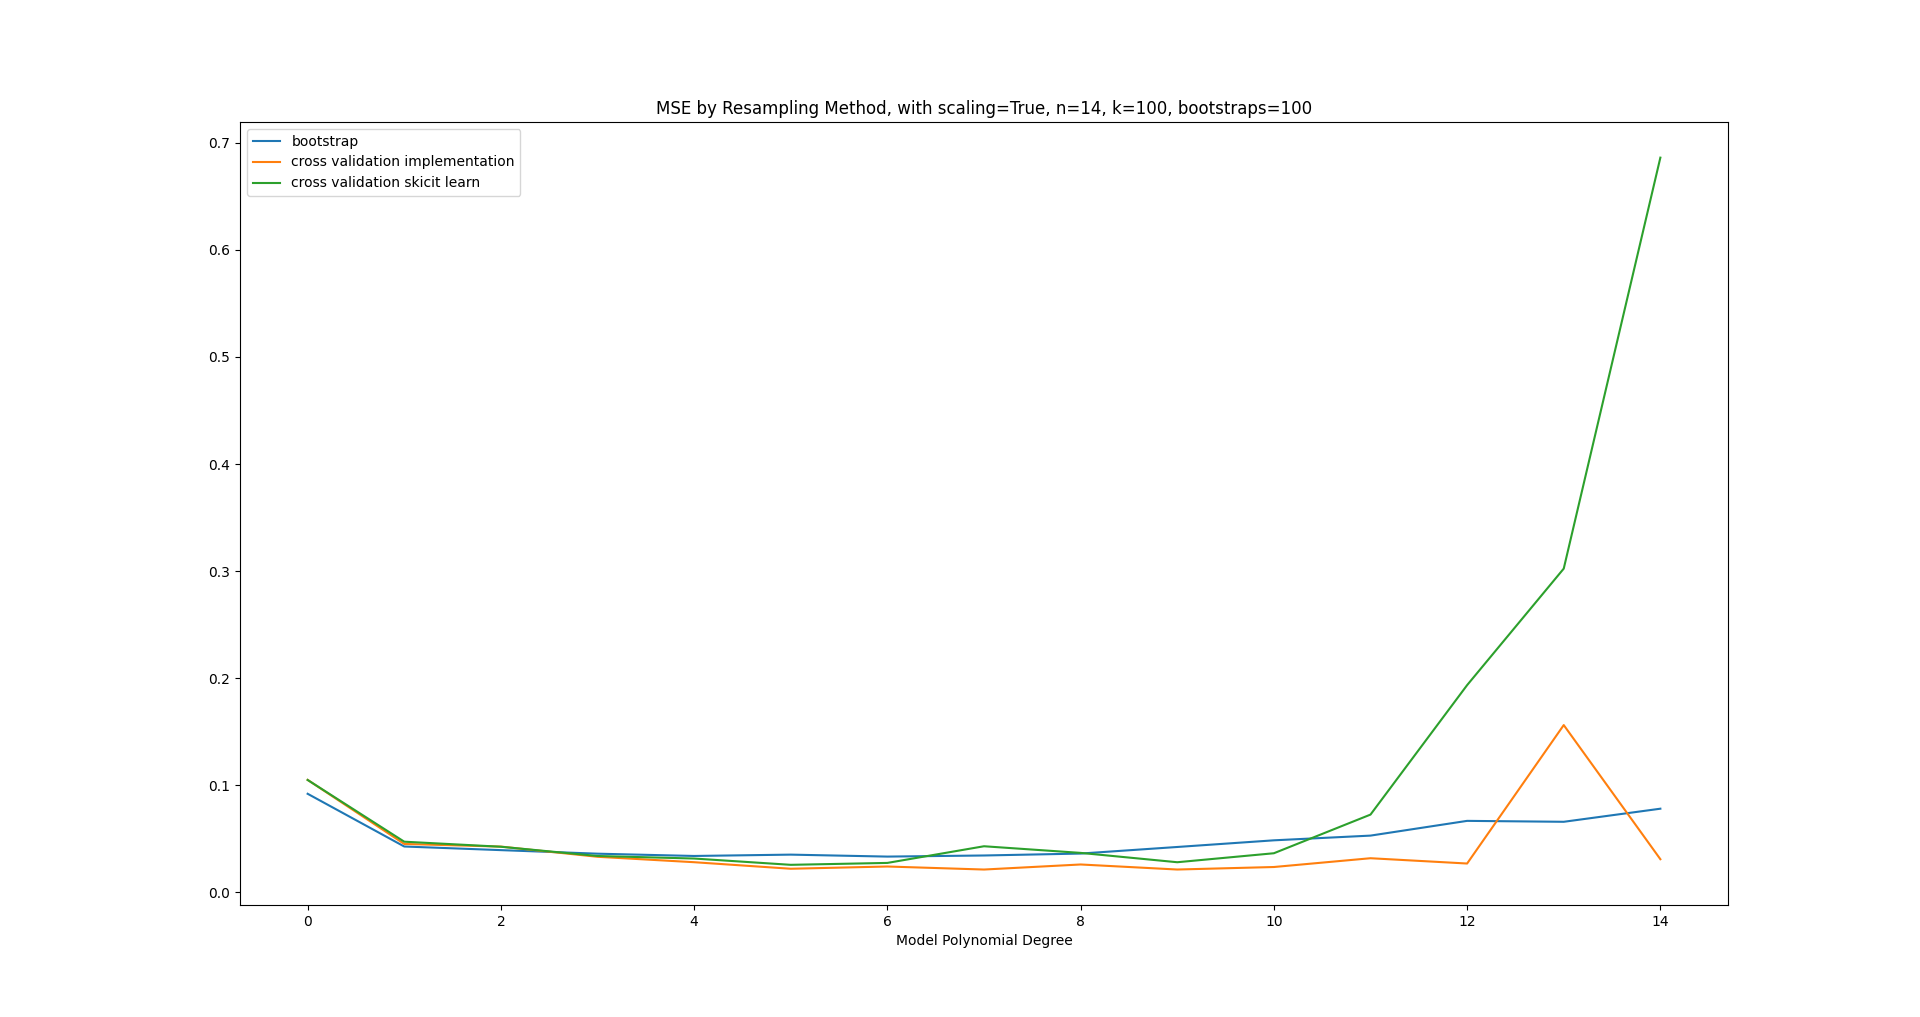 MSE by Resampling Method, with scaling=True, n=14, k=100, bootstraps=100
bootstrap
cross validation implementation
cross validation skicit learn
0.7
0.6
0.5
0.4
0.3
0.2
0.1
0.0
0 2 4 6 8 10 12 14
Model Polynomial Degree